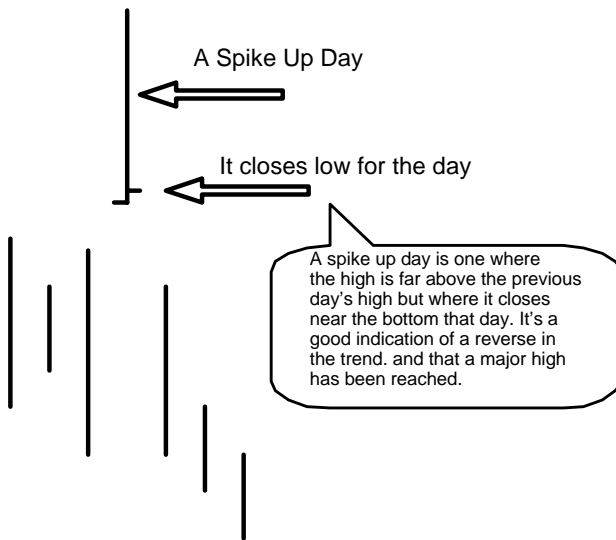 A Spike Up Day
It closes low for the day
A spike up day is one where
the high is far above the previous
day's high but where it closes
near the bottom that day. It's a
good indication of a reverse in
the trend. and that a major high
has been reached.